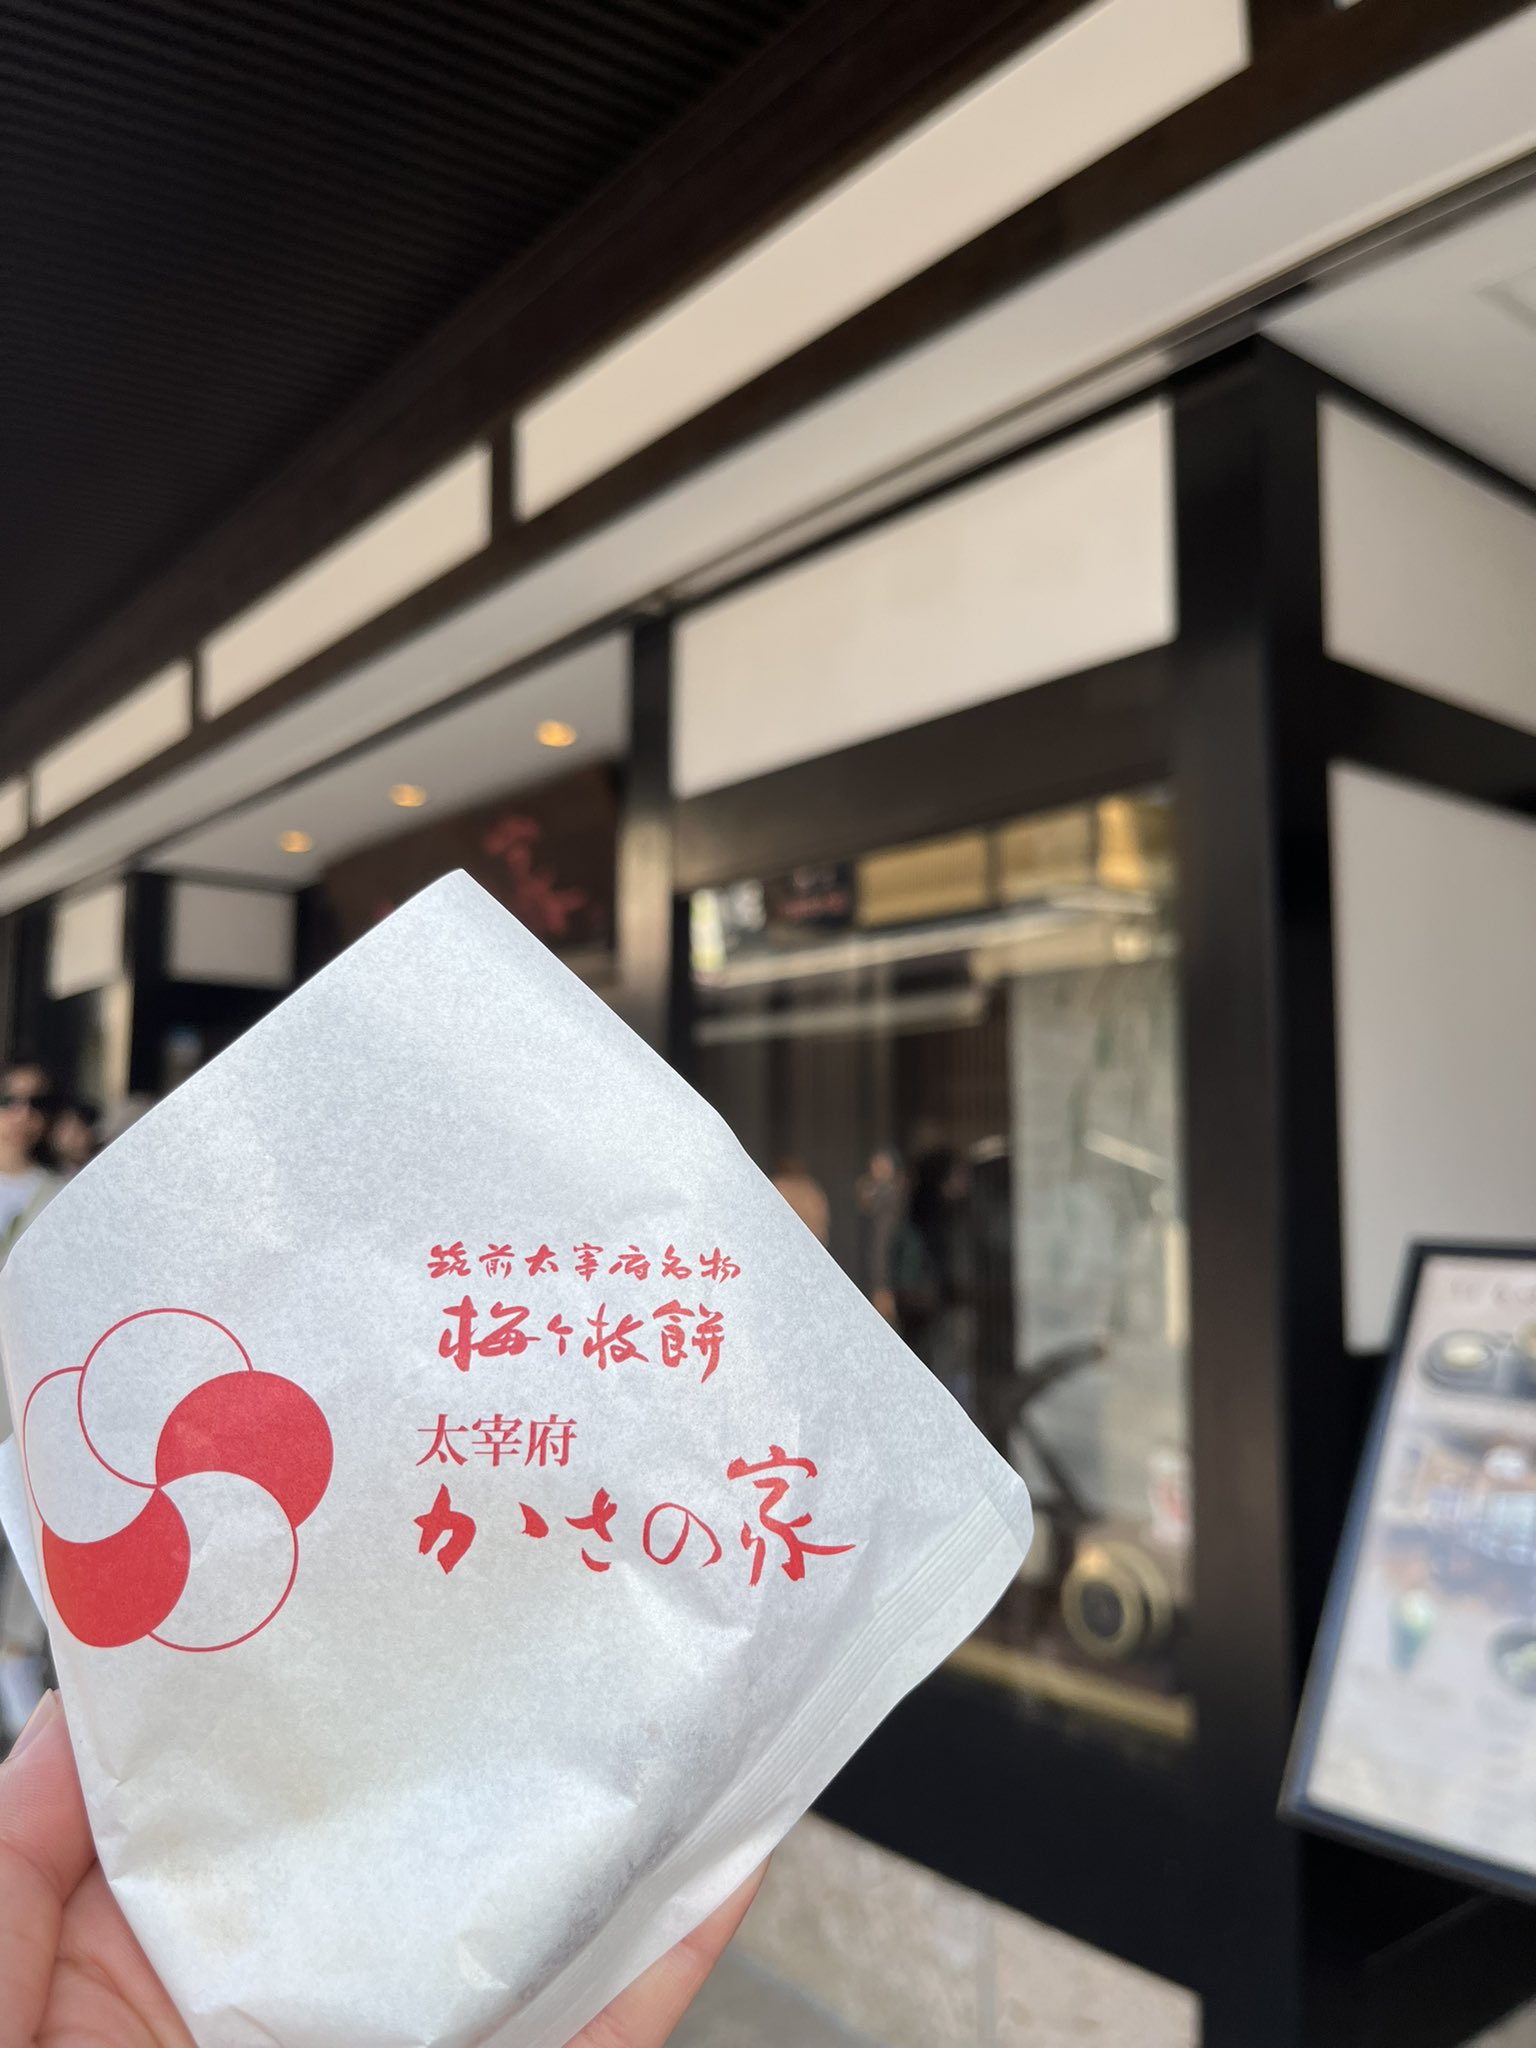 筑前太宰府名物
梅ヶ枝餅
太宰府
かさの家